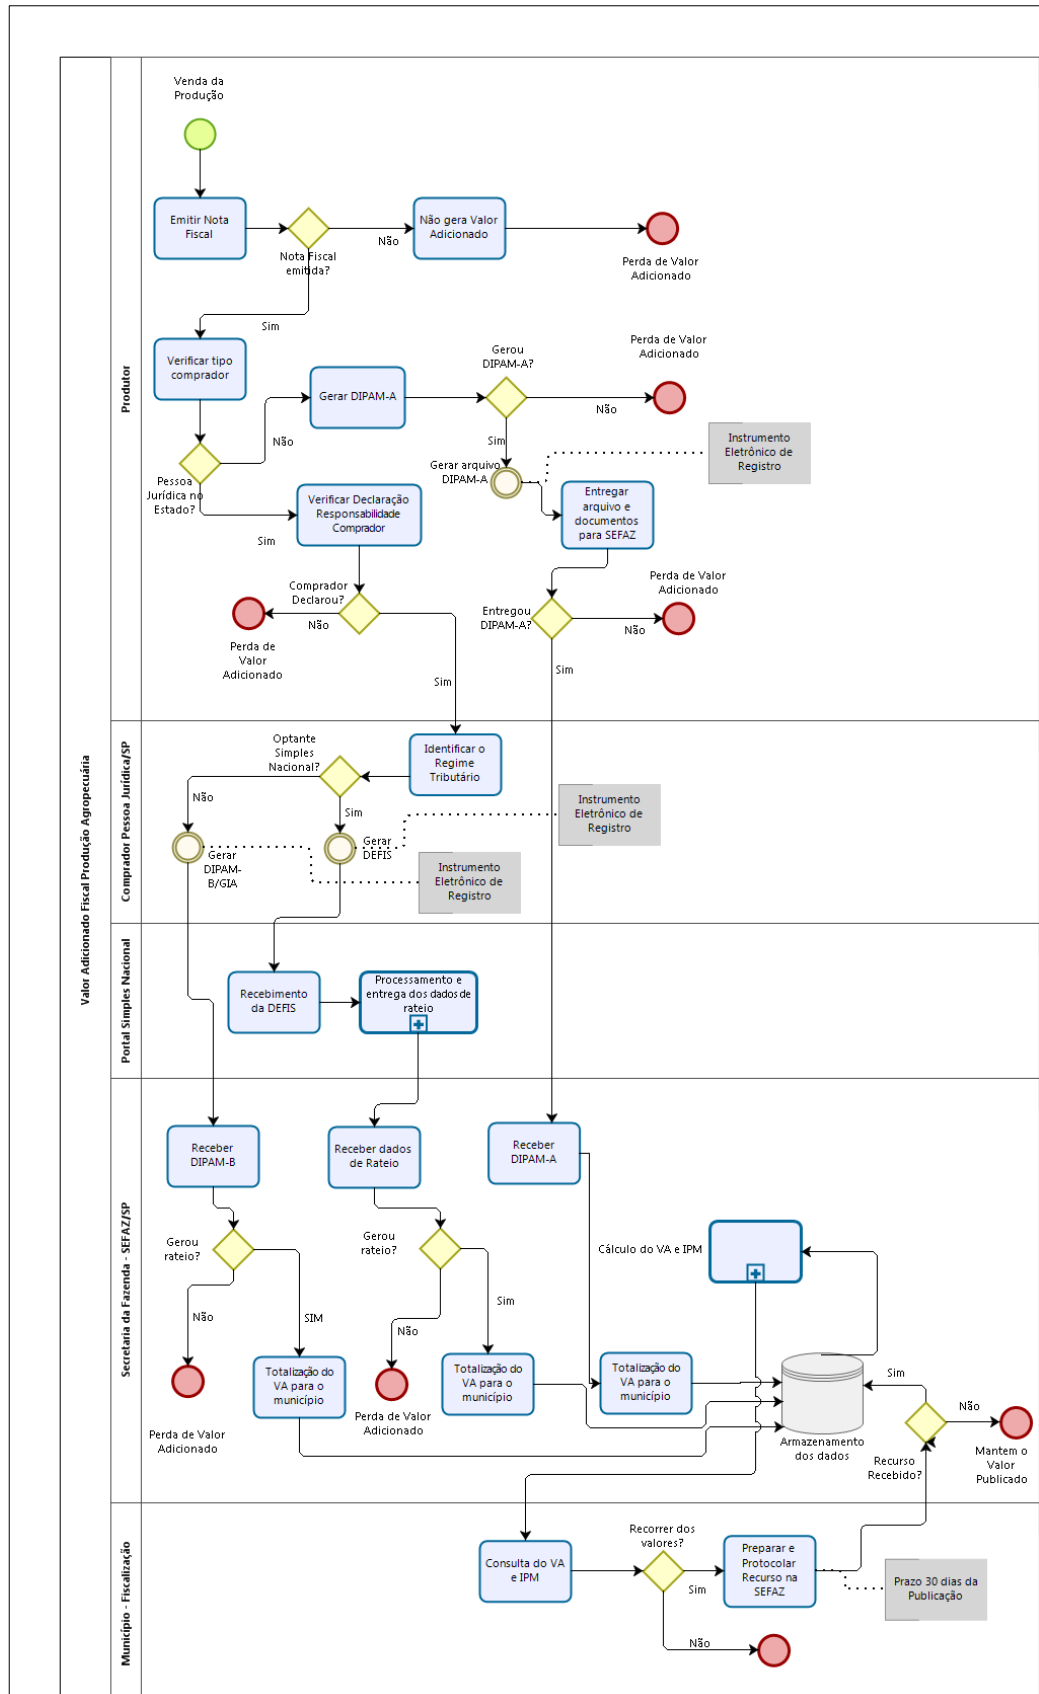 Valor Adicionado Fiscal Produção Agropecuária
Produtor
Venda da
Produção
Emitir Nota
Fiscal
Nota Fiscal
emitida?
Não
Não gera Valor
Adicionado
Perda de Valor
Adicionado
Sim
Verificar tipo
comprador
Gerar DIPAM-A
Gerou
DIPAM-A?
Perda de Valor
Adicionado
Não
Não
Sim
Instrumento
Eletrônico de
Registro
Pessoa
Jurídica no
Estado?
Gerar arquivo
DIPAM-A
Verificar Declaração
Responsabilidade
Comprador
Entregar
arquivo e
documentos
para SEFAZ
Sim
Comprador
Declarou?
Não
Perda de
Valor
Adicionado
Entregou
DIPAM-A?
Perda de Valor
Adicionado
Não
Sim
Sim
Comprador Pessoa Jurídica/SP
Optante
Simples
Nacional?
Identificar o
Regime
Tributário
Não
Sim
Instrumento
Eletrônico de
Registro
Gerar
DIPAM-
B/GIA
Gerar
DEFIS
Instrumento
Eletrônico de
Registro
Portal Simples Nacional
Recebimento
da DEFIS
Processamento e
entrega dos dados de
rateio
Secretaria da Fazenda - SEFAZ/SP
Receber
DIPAM-B
Receber dados
de Rateio
Receber
DIPAM-A
Gerou
rateio?
Gerou
rateio?
Cálculo do VA e IPM
Não
SIM
Não
Sim
Perda de Valor
Adicionado
Totalização do
VA para o
município
Perda de Valor
Adicionado
Totalização do
VA para o
município
Totalização do
VA para o
município
Armazenamento
dos dados
Sim
Não
Recurso
Recebido?
Mantem o
Valor
Publicado
Município - Fiscalização
Consulta do VA
e IPM
Recorrer dos
valores?
Sim
Preparar e
Protocolar
Recurso na
SEFAZ
Prazo 30 dias da
Publicação
Não